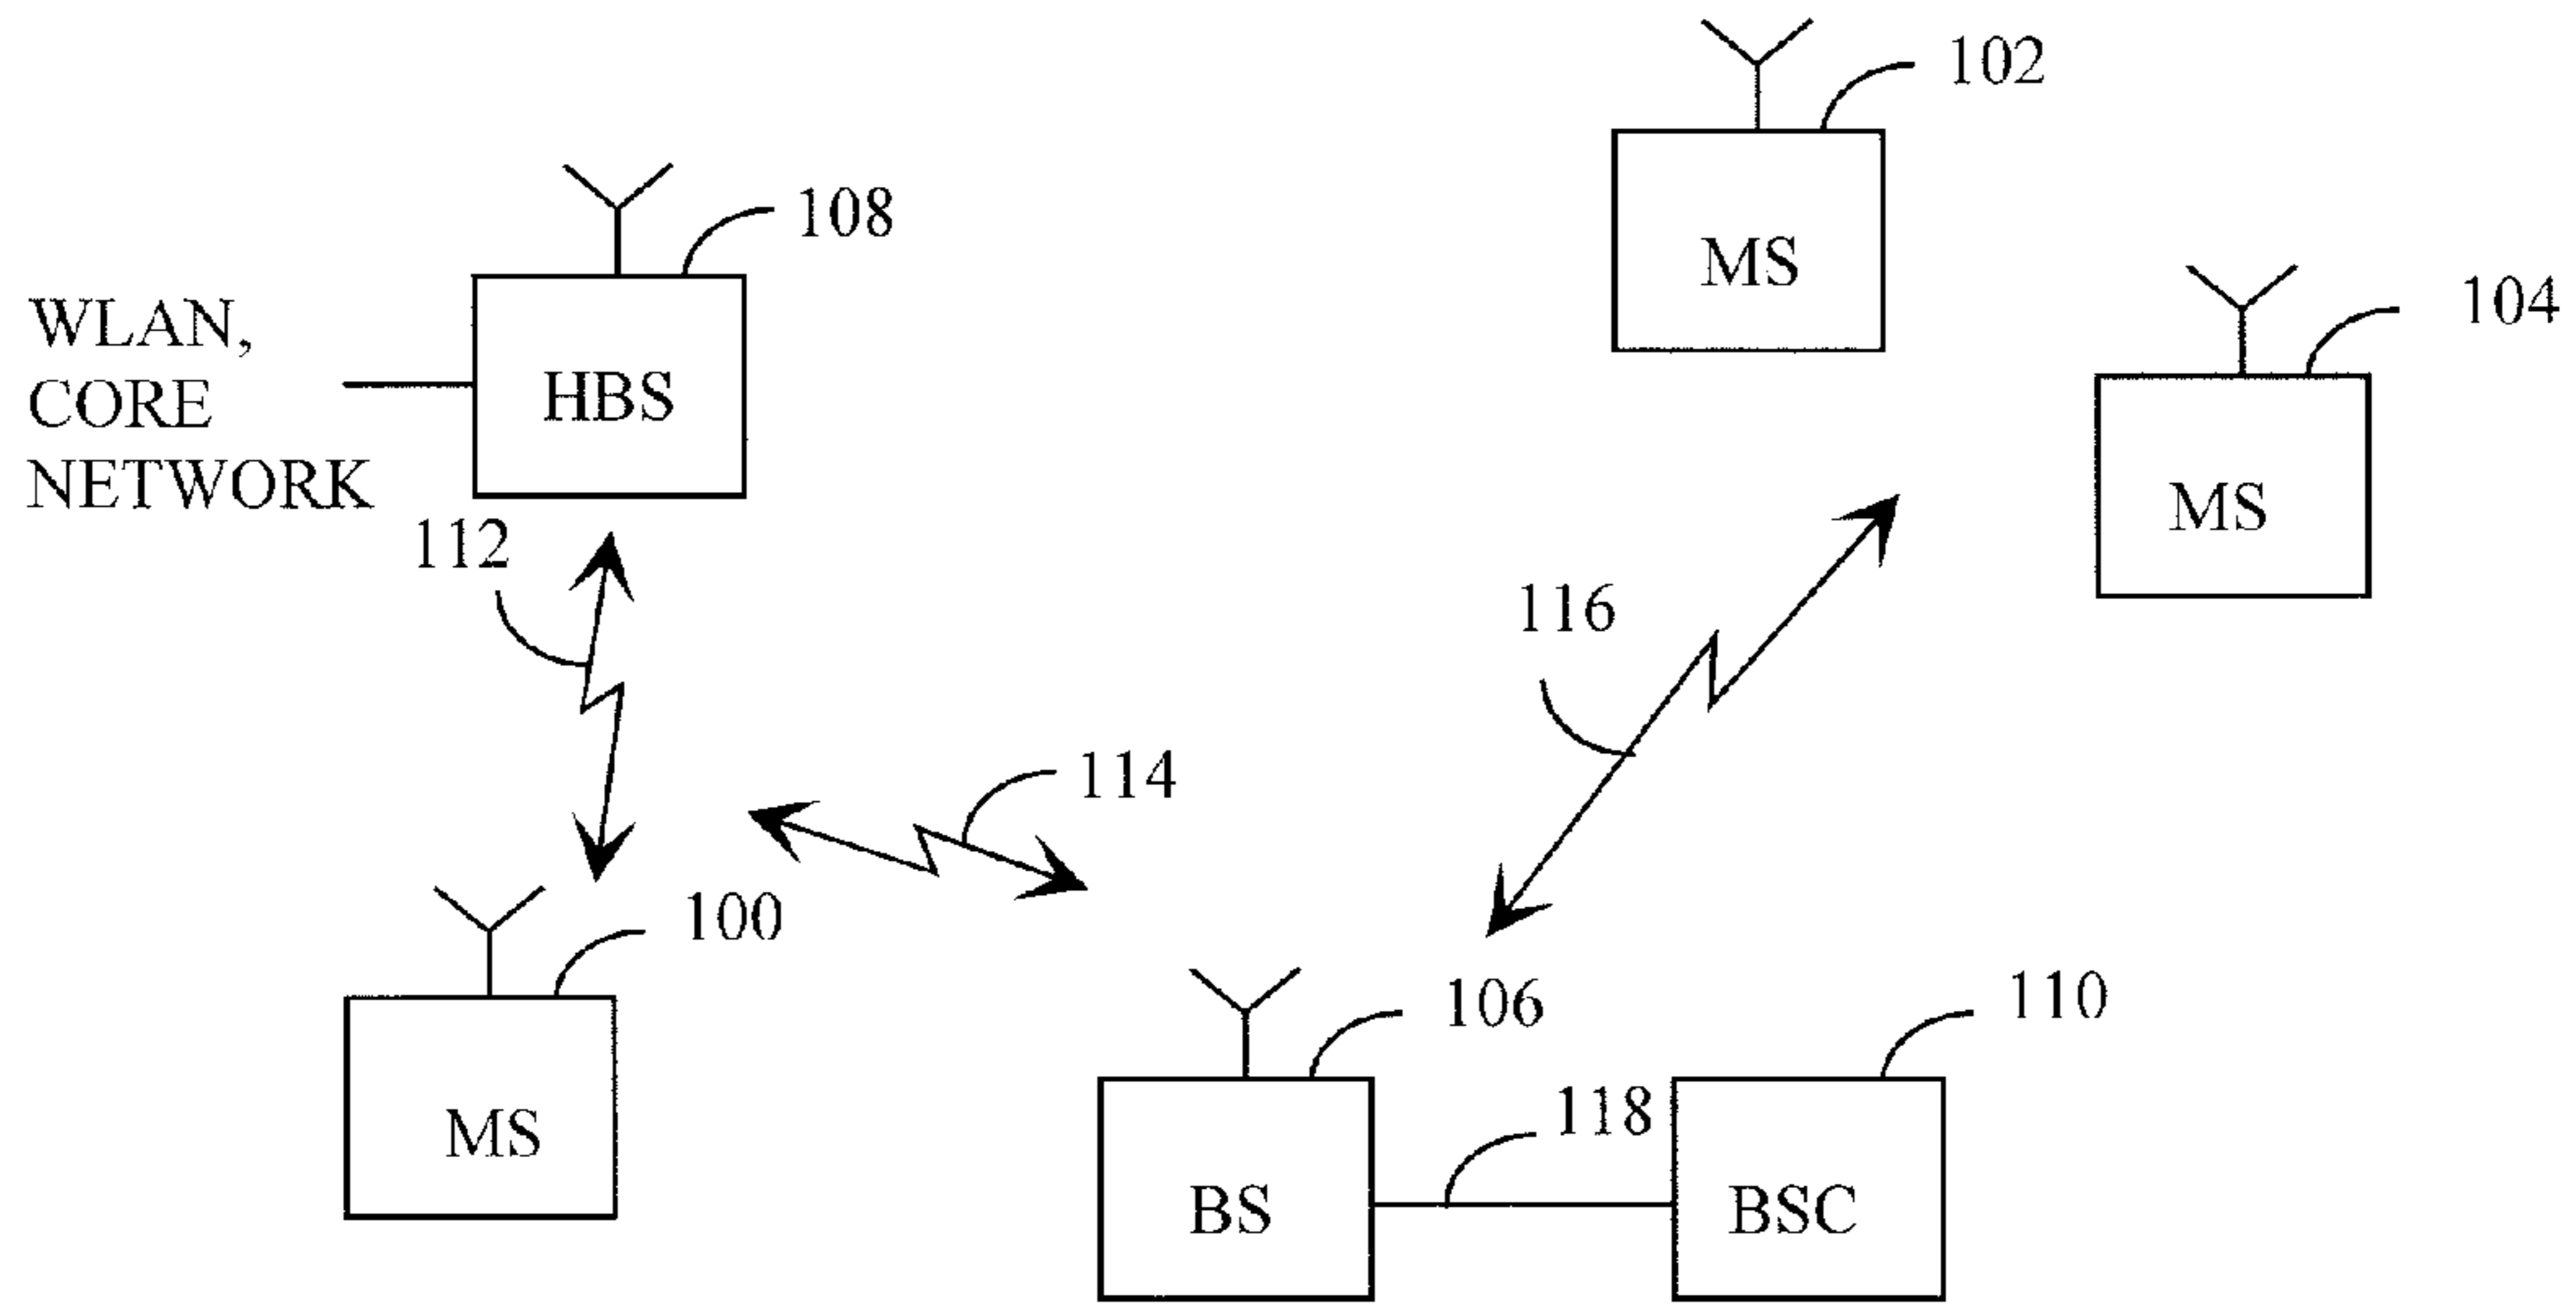 102
MS
104
MS
108
WLAN,
CORE
NETWORK
HBS
112
116
114
100
MS
106
BS
118
110
BSC